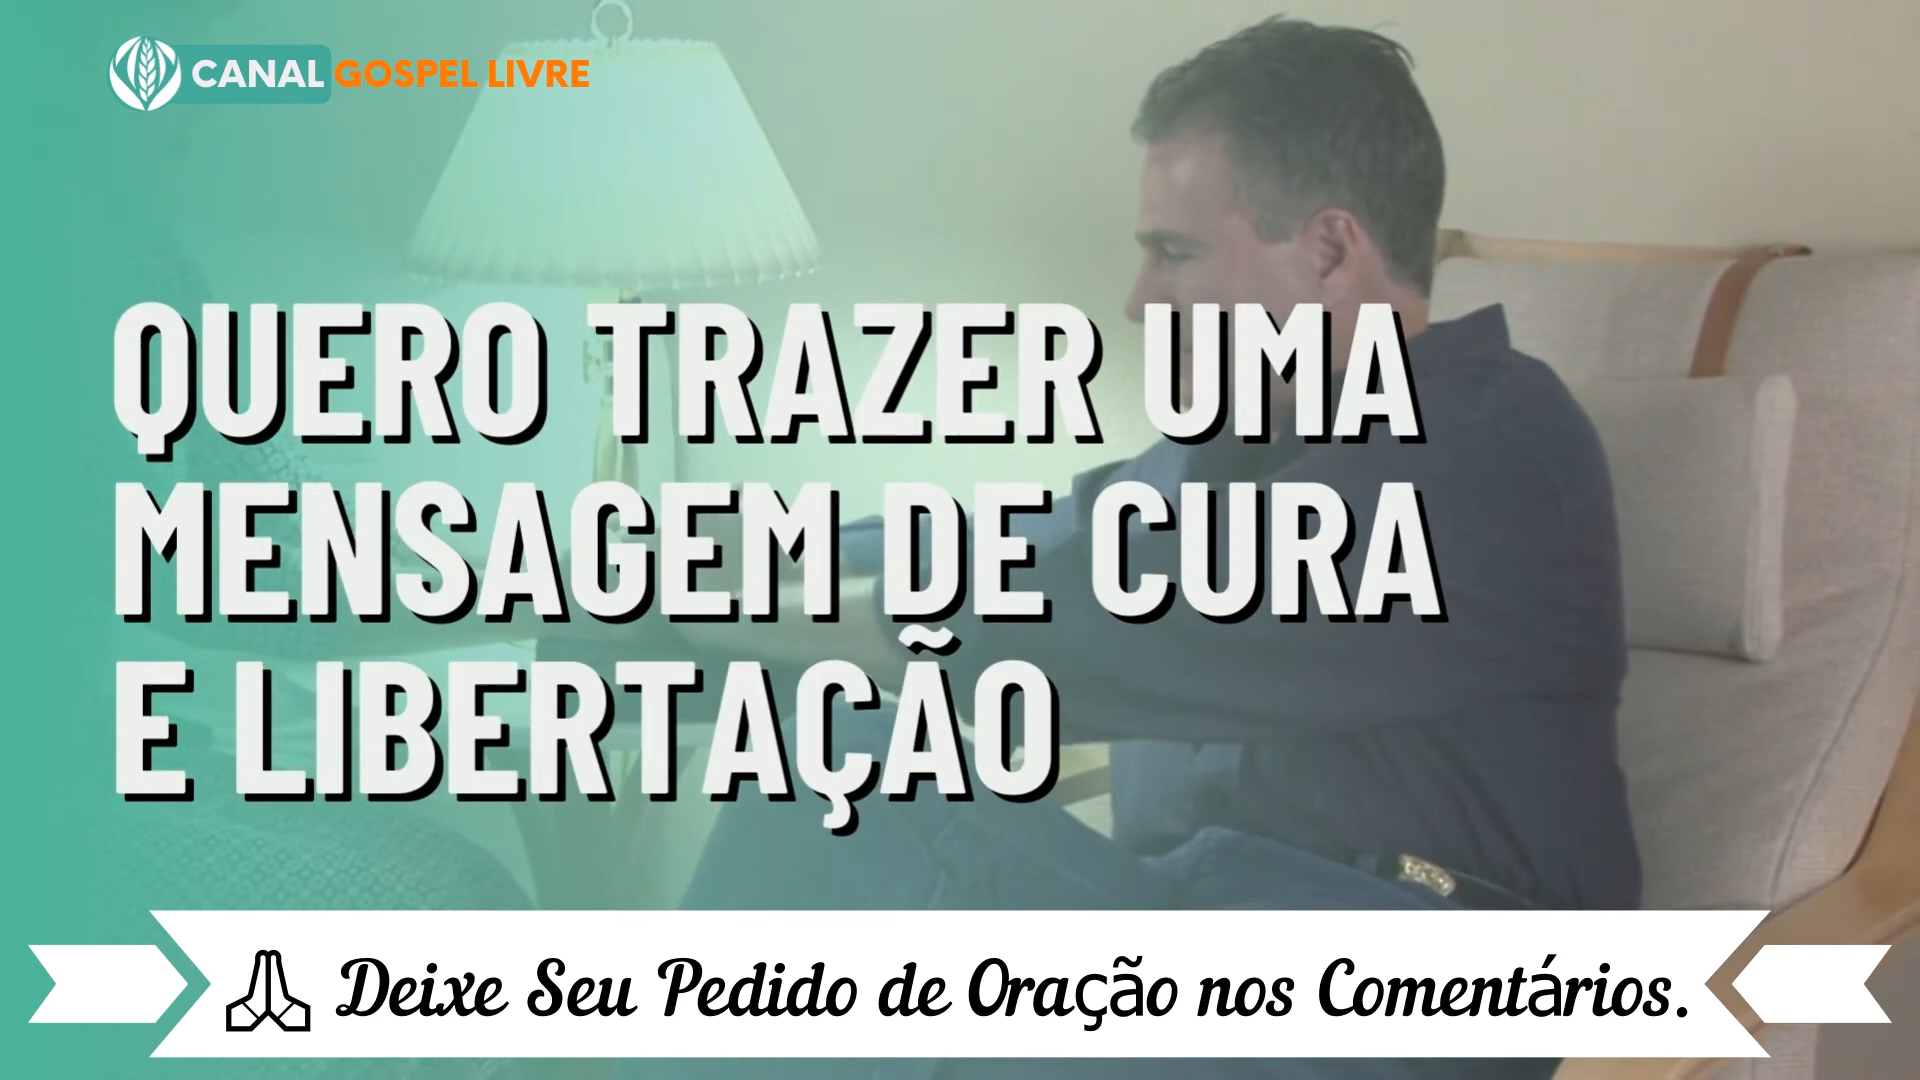 CANAL GOSPEL LIVRE
QUERO TRAZER UMA
MENSAGEM DE CURA
E LIBERTAÇÃO
Deixe Seu Pedido de Oração nos Comentários.